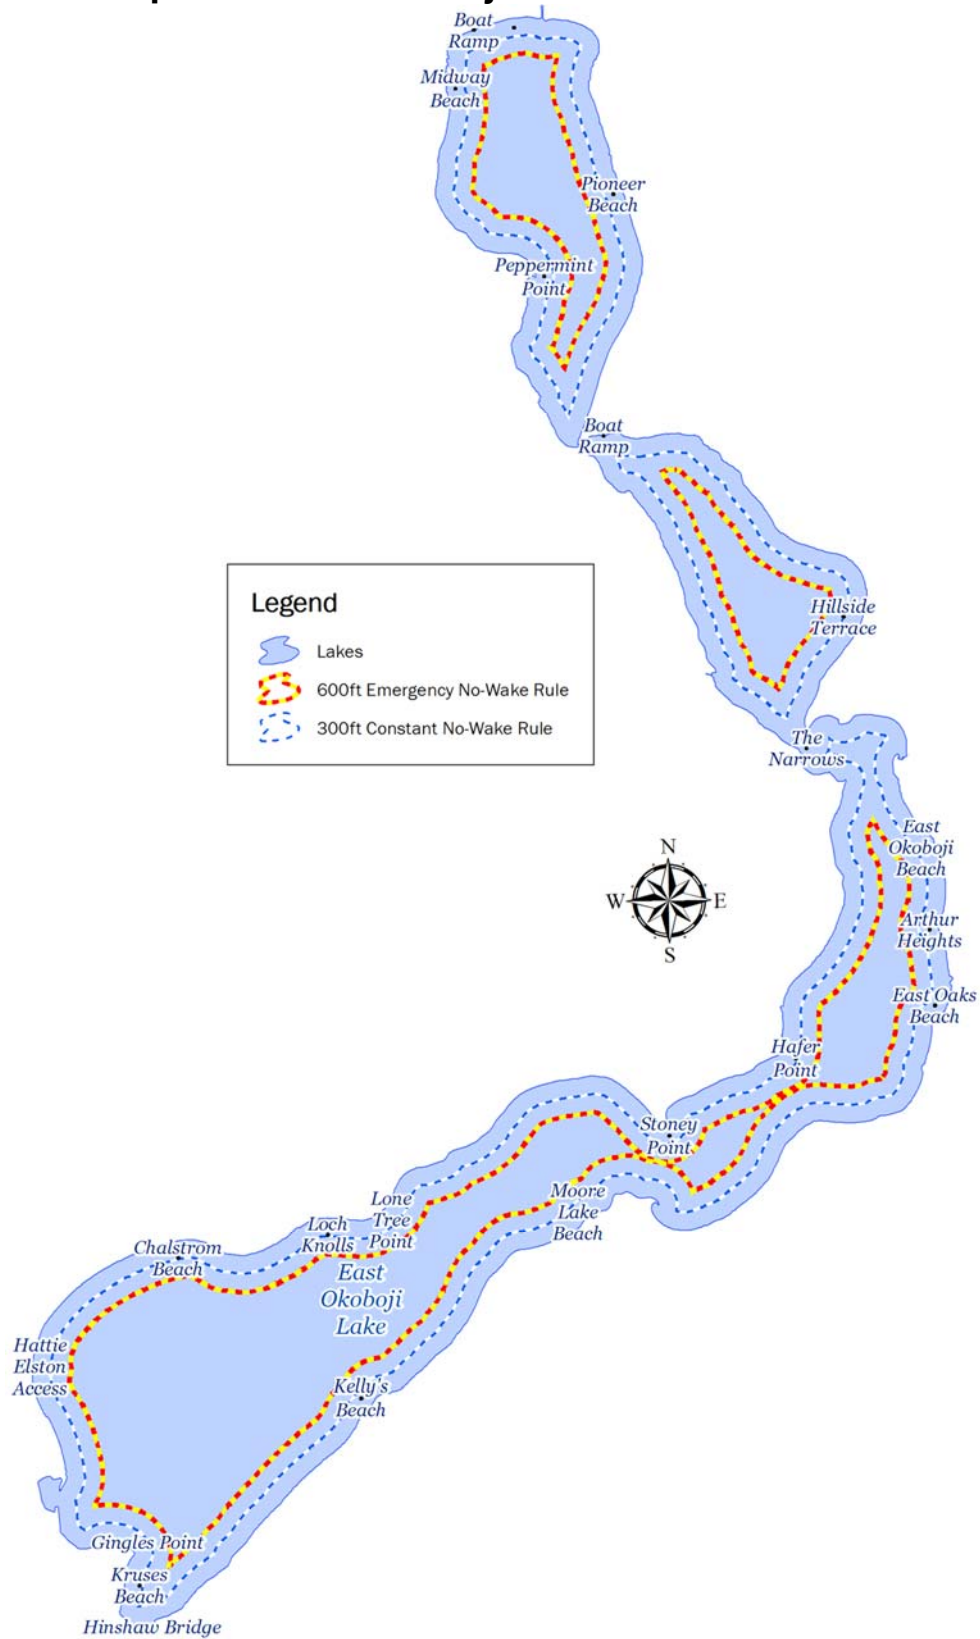 Boat
Ramp
Midway
Beach
Pioneer
Beach
Peppermint
Point
Boat
Ramp
Legend
Lakes
600ft Emergency No-Wake Rule
300ft Constant No-Wake Rule
Hillside
Terrace
The
Narrows
East
Okoboji
Beach
N
W
E
S
Arthur
Heights
East Oaks
Beach
Hafer
Point
Stoney
Point
Moore
Lake
Beach
Lone
Tree
Point
Loch
Knolls
Chalstrom
Beach
East
Okoboji
Lake
Hattie
Elston
Access
Kelly's
Beach
Gingles Point
Kruses
Beach
Hinshaw Bridge